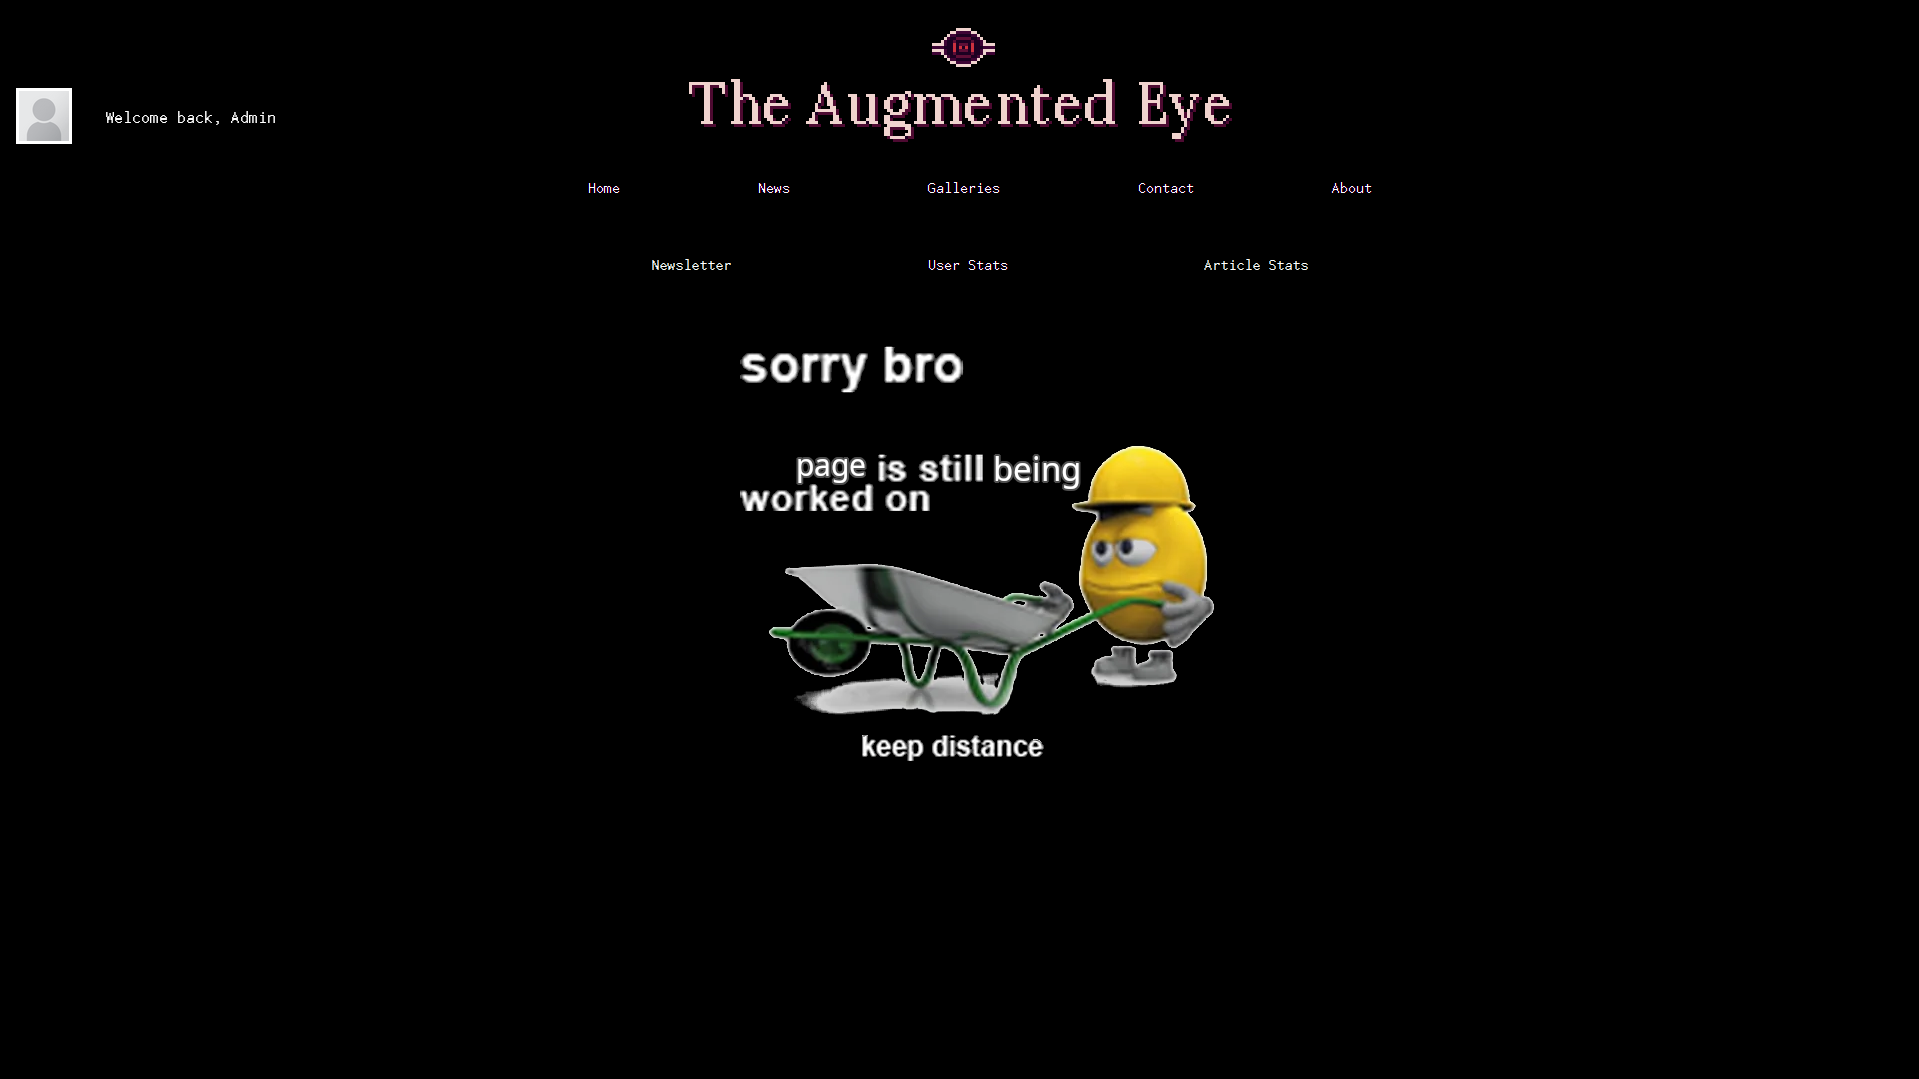 The Augmented Eye
Welcome back, Admin
Home News Galleries Contact About
Newsletter User Stats Article Stats
sorry bro
page is still being
worked on
keep distance